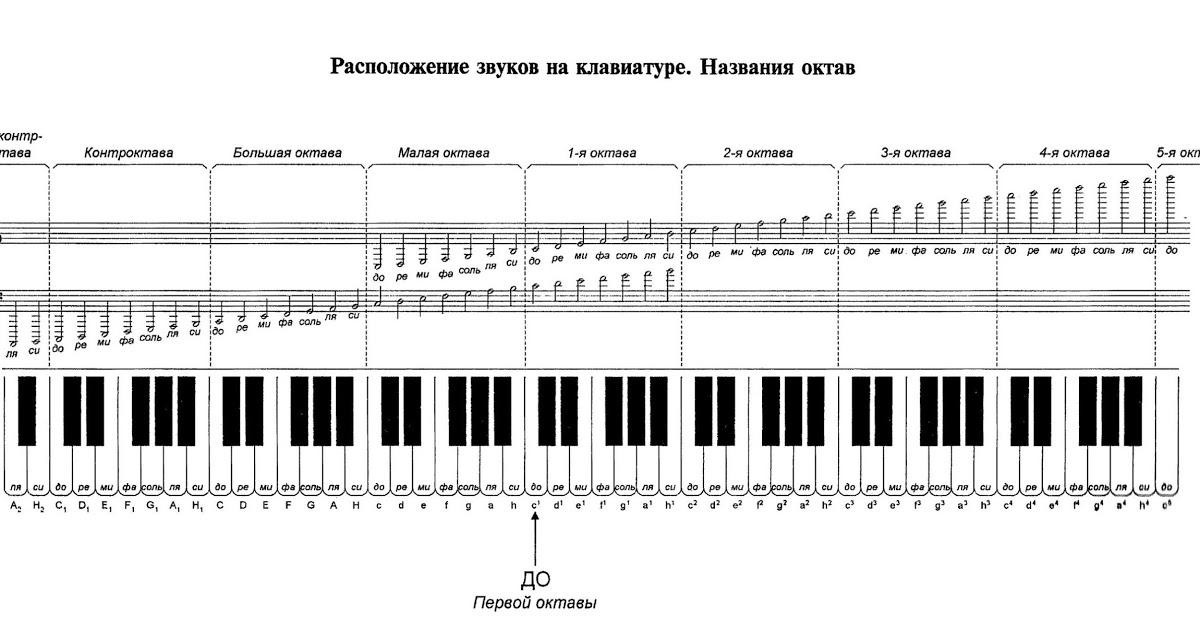 Расположение звуков на клавиатуре. Названия октав
контр-
тава Контроктава Большая октава Малая октава 1-я октава 2-я октава 3-я октава 4-я октава 5-я окт
до ре ми фа соль ля си до ре ми фа соль ля си до ре ми фа соль ля си до ре ми фа соль ля си до ре ми фа соль ля си до
ля си до ре ми фа соль ля си до ре ми фа соль ля си
ля си до ре ми фа соль ля си до ре ми фа соль ля си до ре ми фа соль ля си до ре ми фа соль ля си до ре ми фа соль ля си до ре ми фа соль ля си до ре ми фа соль ля си до
A₂ H₂ C₁ D₁ E₁ F₁ G₁ A₁ H₁ C D E F G A H c d e f g a h c¹ d¹ e¹ f¹ g¹ a¹ h¹ c² d² e² f² g² a² h² c³ d³ e³ f³ g³ a³ h³ c⁴ d⁴ e⁴ f⁴ g⁴ a⁴ h⁴ c⁵
ДО
Первой октавы